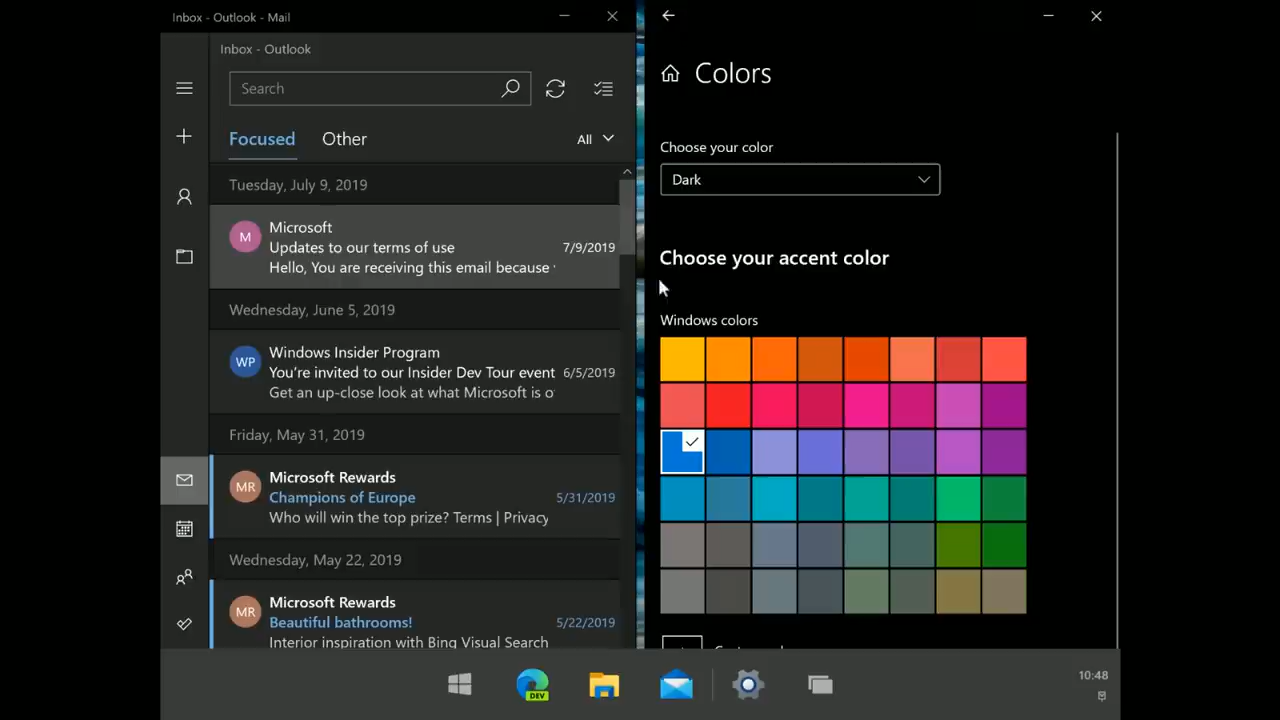 Inbox - Outlook - Mail
Inbox - Outlook
Search
Focused Other All
Tuesday, July 9, 2019
M
Microsoft
Updates to our terms of use 7/9/2019
Hello, You are receiving this email because
Wednesday, June 5, 2019
WP
Windows Insider Program
You're invited to our Insider Dev Tour event 6/5/2019
Get an up-close look at what Microsoft is
Friday, May 31, 2019
MR
Microsoft Rewards
Champions of Europe 5/31/2019
Who will win the top prize? Terms | Privacy
Wednesday, May 22, 2019
MR
Microsoft Rewards
Beautiful bathrooms! 5/22/2019
Interior inspiration with Bing Visual Search
Colors
Choose your color
Dark
Choose your accent color
Windows colors
DEV
10:48